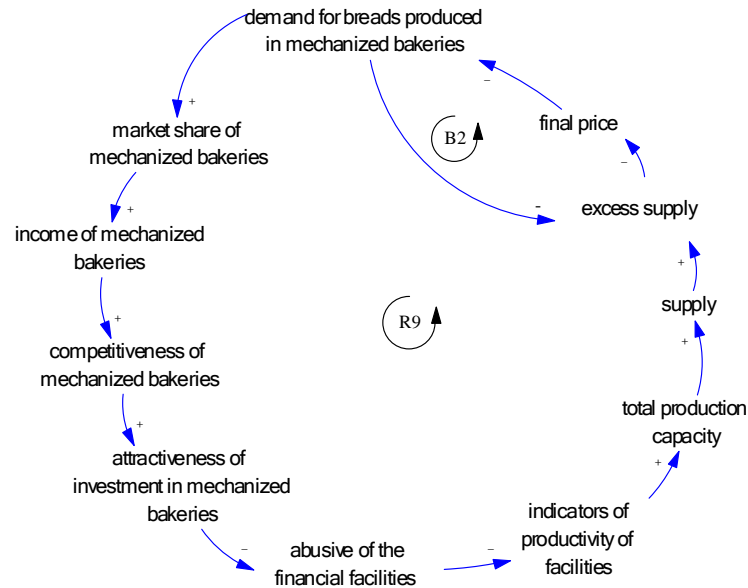 demand for breads produced
in mechanized bakeries
+
market share of
mechanized bakeries
+
income of mechanized
bakeries
+
competitiveness of
mechanized bakeries
+
attractiveness of
investment in mechanized
bakeries
–
abusive of the
financial facilities
–
indicators of
productivity of
facilities
+
total production
capacity
+
supply
+
excess supply
–
final price
–
-
B2
R9